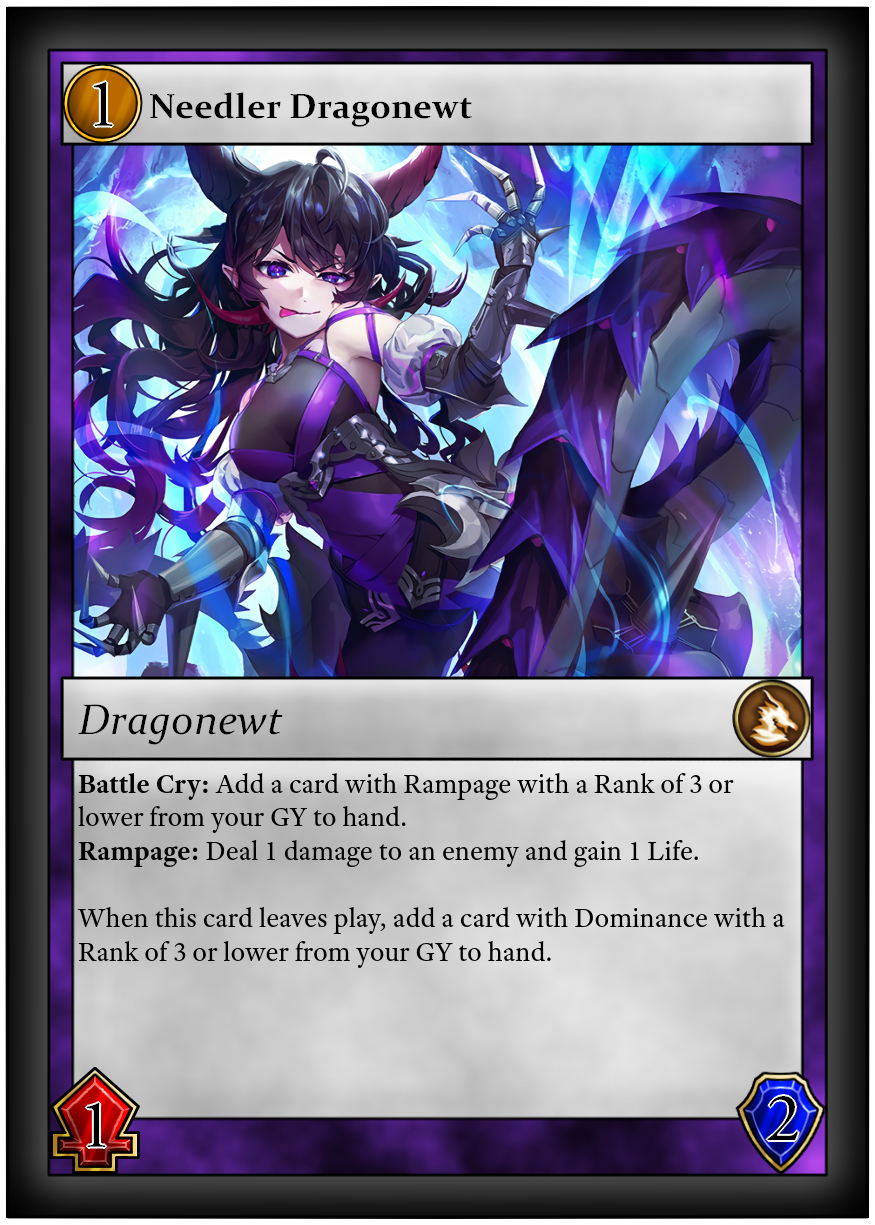 1 Needler Dragonewt
Dragonewt
Battle Cry: Add a card with Rampage with a Rank of 3 or
lower from your GY to hand.
Rampage: Deal 1 damage to an enemy and gain 1 Life.
When this card leaves play, add a card with Dominance with a
Rank of 3 or lower from your GY to hand.
1
2